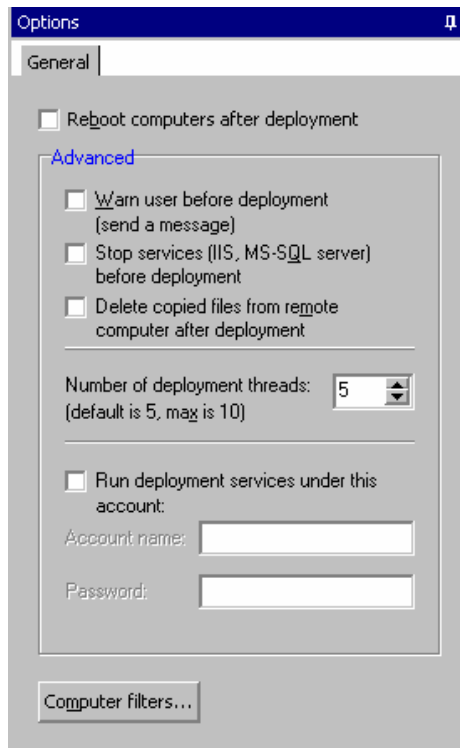 Options
General
Reboot computers after deployment
Advanced
Warn user before deployment
(send a message)
Stop services (IIS, MS-SQL server)
before deployment
Delete copied files from remote
computer after deployment
Number of deployment threads:
5
(default is 5, max is 10)
Run deployment services under this
account:
Account name:
Password:
Computer filters...